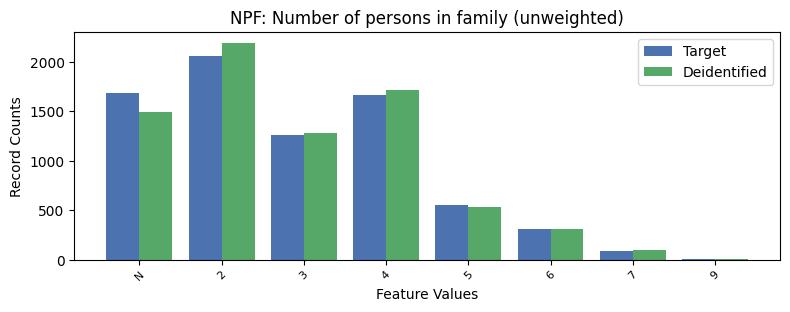 NPF: Number of persons in family (unweighted)
Target
Deidentified
Record Counts
2000
1500
1000
500
0
N 2 3 4 5 6 7 9
Feature Values